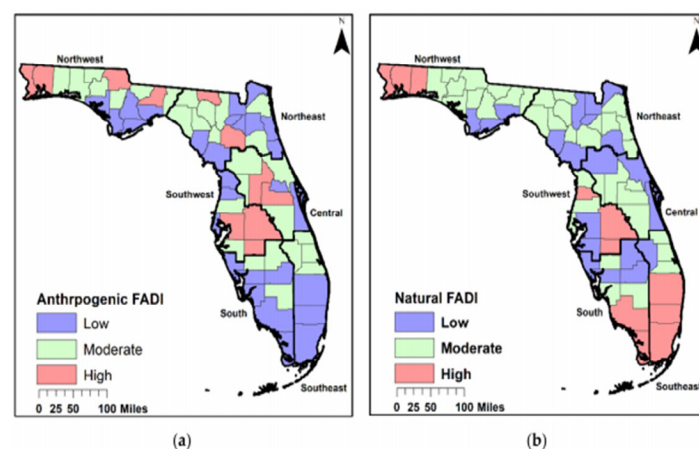 N
Northwest
Northeast
Southwest
Central
South
Southeast
Anthrpogenic FADI
Low
Moderate
High
0 25 50 100 Miles
(a)
N
Northwest
Northeast
Southwest
Central
South
Southeast
Natural FADI
Low
Moderate
High
0 25 50 100 Miles
(b)